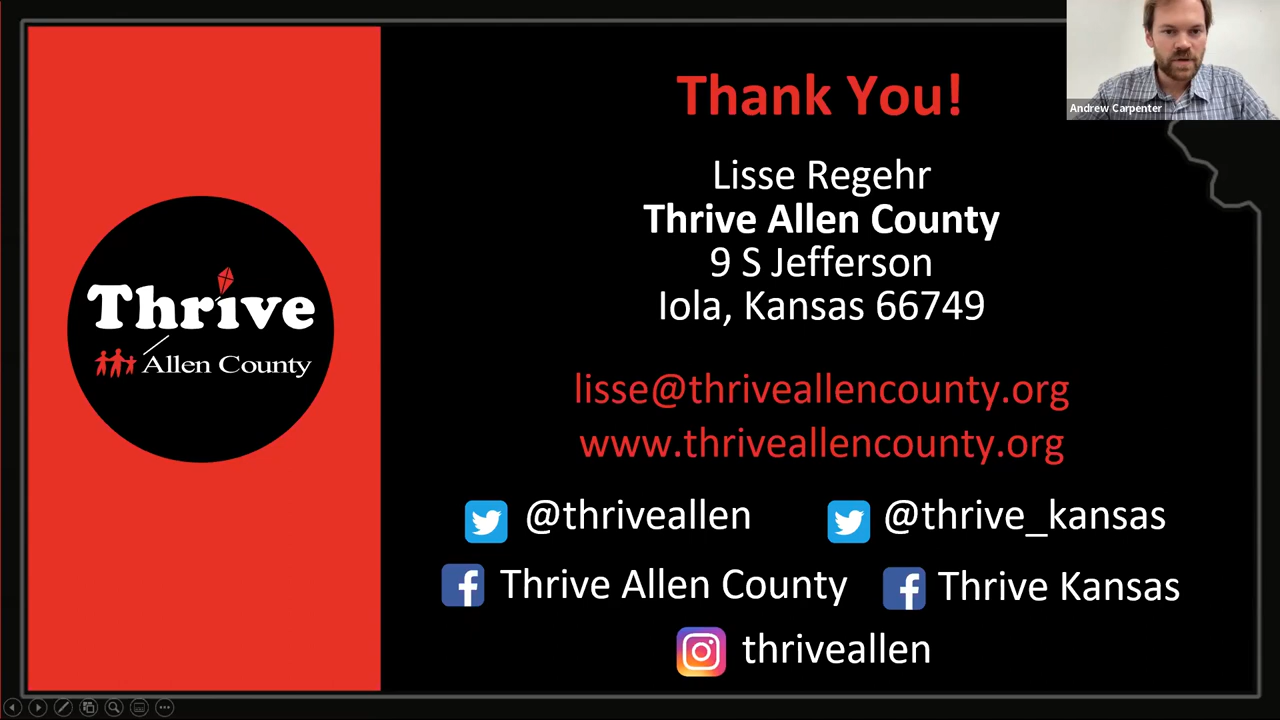 Thank You!
Andrew Carpenter
Lisse Regehr
Thrive Allen County
9 S Jefferson
Iola, Kansas 66749
Thrive
Allen County
lisse@thriveallencounty.org
www.thriveallencounty.org
@thriveallen @thrive_kansas
Thrive Allen County Thrive Kansas
thriveallen